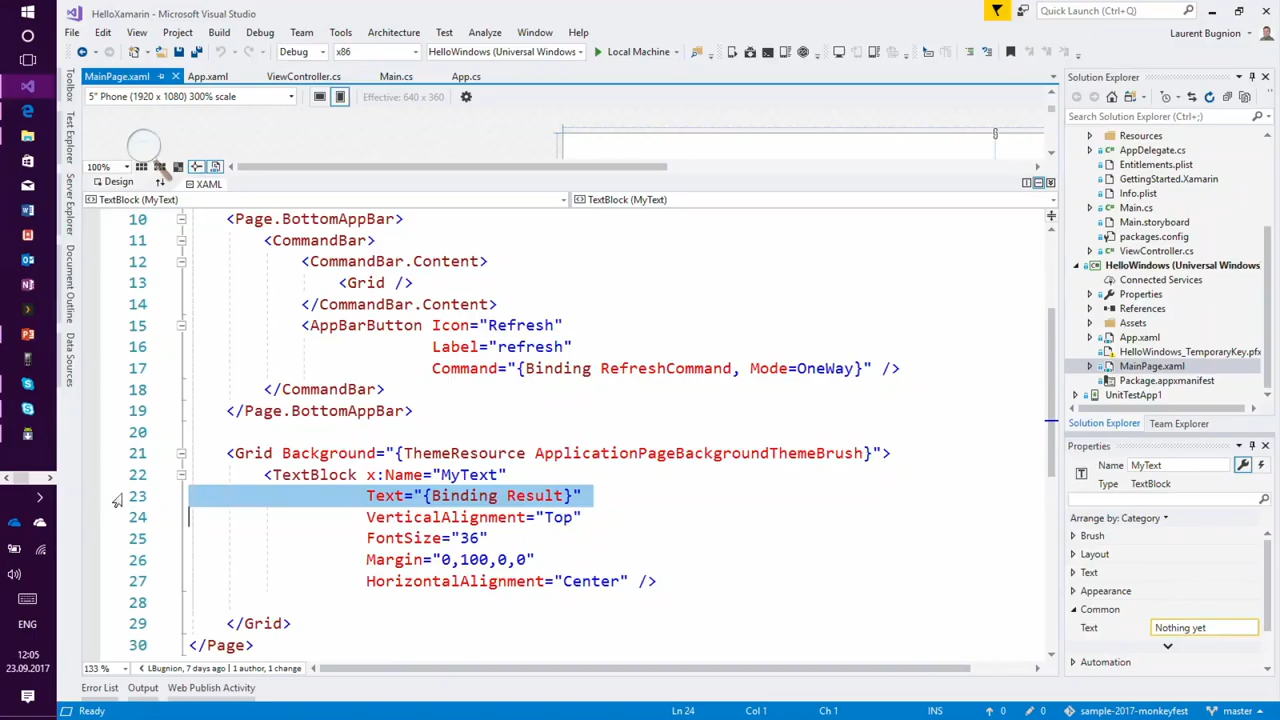 HelloXamarin - Microsoft Visual Studio
Quick Launch (Ctrl+Q)
File Edit View Project Build Debug Team Tools Architecture Test Analyze Window Help
Laurent Bugnion
Debug x86 HelloWindows (Universal Windows) Local Machine
MainPage.xaml App.xaml ViewController.cs Main.cs App.cs
5" Phone (1920 x 1080) 300% scale Effective: 640 x 360
100%
Design XAML
TextBlock (MyText) TextBlock (MyText)
10 <Page.BottomAppBar>
11 <CommandBar>
12 <CommandBar.Content>
13 <Grid />
14 </CommandBar.Content>
15 <AppBarButton Icon="Refresh"
16 Label="refresh"
17 Command="{Binding RefreshCommand, Mode=OneWay}" />
18 </CommandBar>
19 </Page.BottomAppBar>
20
21 <Grid Background="{ThemeResource ApplicationPageBackgroundThemeBrush}">
22 <TextBlock x:Name="MyText"
23 Text="{Binding Result}"
24 VerticalAlignment="Top"
25 FontSize="36"
26 Margin="0,100,0,0"
27 HorizontalAlignment="Center" />
28
29 </Grid>
30 </Page>
133 % LBugnion, 7 days ago | 1 author, 1 change
Error List Output Web Publish Activity
Ready Ln 24 Col 1 Ch 1 INS 0 0 sample-2017-monkeyfest master
Toolbox
Test Explorer
Server Explorer
Document Outline
Data Sources
ENG
12:05
23.09.2017
Solution Explorer
Search Solution Explorer (Ctrl+;)
Resources
AppDelegate.cs
Entitlements.plist
GettingStarted.Xamarin
Info.plist
Main.cs
Main.storyboard
packages.config
ViewController.cs
HelloWindows (Universal Windows
Connected Services
Properties
References
Assets
App.xaml
HelloWindows_TemporaryKey.pfx
MainPage.xaml
Package.appxmanifest
UnitTestApp1
Solution Explorer Team Explorer
Properties
Name MyText
Type TextBlock
Arrange by: Category
Brush
Layout
Text
Appearance
Common
Text Nothing yet
Automation